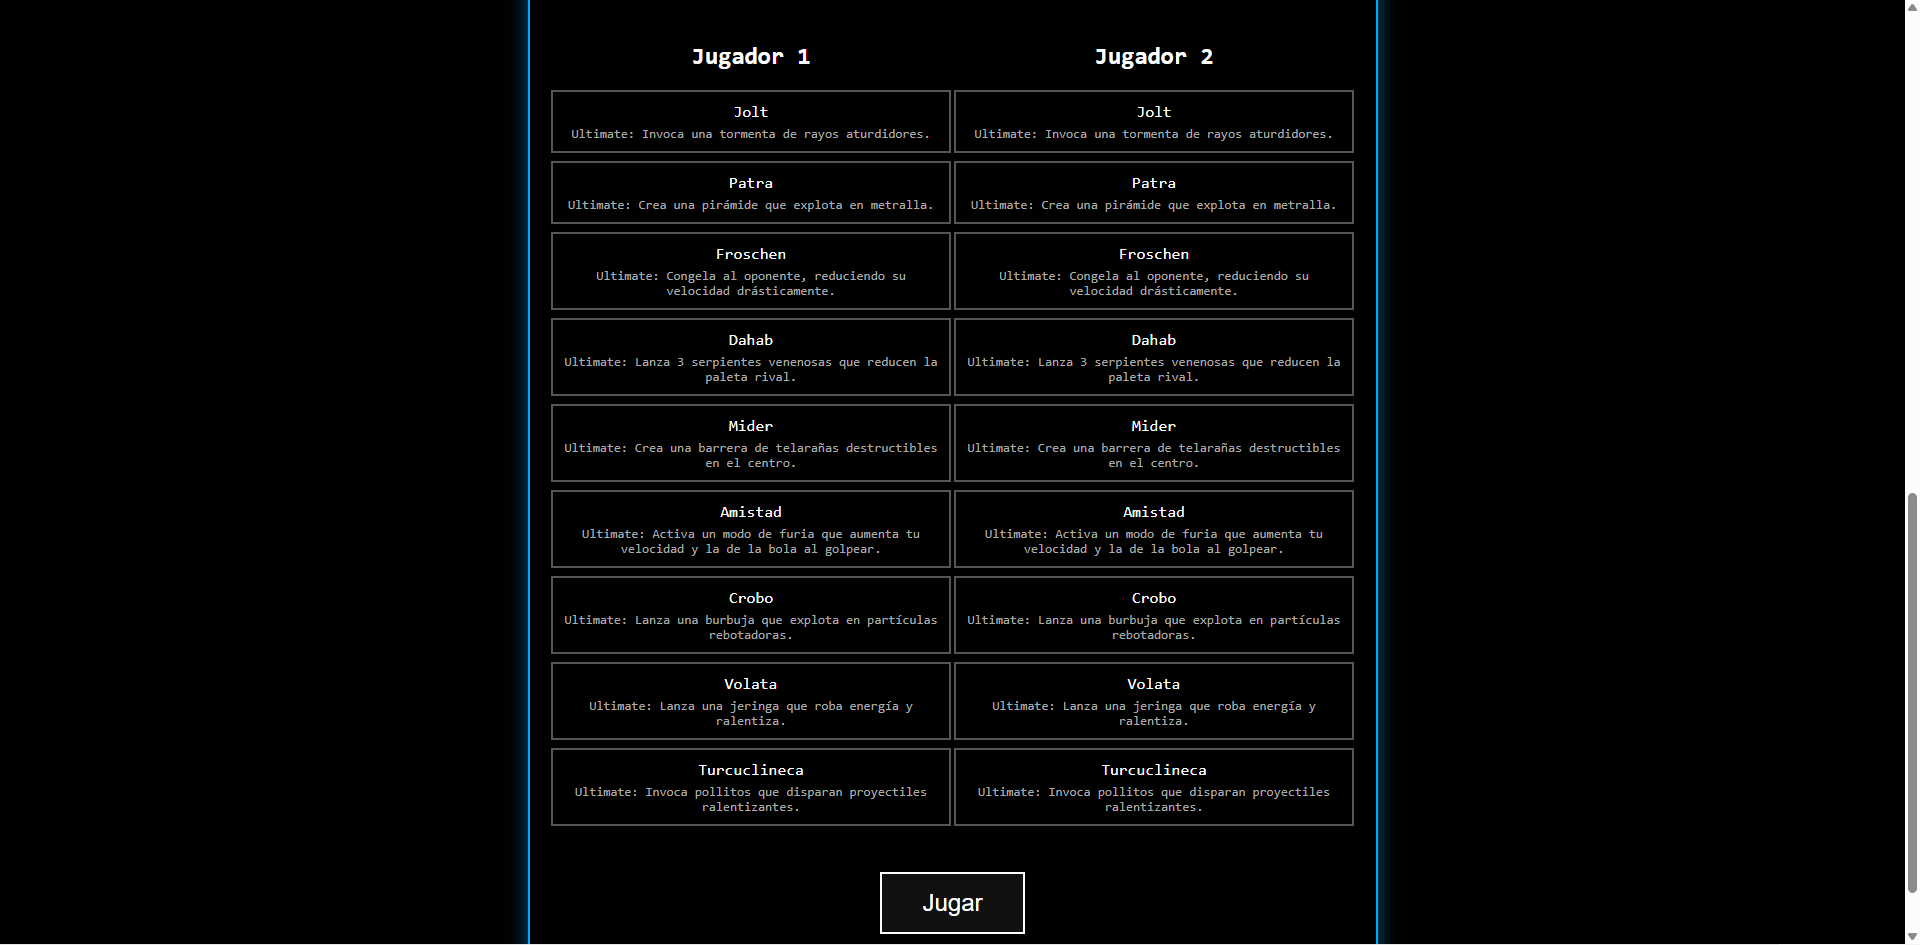 Jugador 1
Jolt
Ultimate: Invoca una tormenta de rayos aturdidores.
Patra
Ultimate: Crea una pirámide que explota en metralla.
Froschen
Ultimate: Congela al oponente, reduciendo su
velocidad drásticamente.
Dahab
Ultimate: Lanza 3 serpientes venenosas que reducen la
paleta rival.
Mider
Ultimate: Crea una barrera de telarañas destructibles
en el centro.
Amistad
Ultimate: Activa un modo de furia que aumenta tu
velocidad y la de la bola al golpear.
Crobo
Ultimate: Lanza una burbuja que explota en partículas
rebotadoras.
Volata
Ultimate: Lanza una jeringa que roba energía y
ralentiza.
Turcuclineca
Ultimate: Invoca pollitos que disparan proyectiles
ralentizantes.
Jugador 2
Jolt
Ultimate: Invoca una tormenta de rayos aturdidores.
Patra
Ultimate: Crea una pirámide que explota en metralla.
Froschen
Ultimate: Congela al oponente, reduciendo su
velocidad drásticamente.
Dahab
Ultimate: Lanza 3 serpientes venenosas que reducen la
paleta rival.
Mider
Ultimate: Crea una barrera de telarañas destructibles
en el centro.
Amistad
Ultimate: Activa un modo de furia que aumenta tu
velocidad y la de la bola al golpear.
Crobo
Ultimate: Lanza una burbuja que explota en partículas
rebotadoras.
Volata
Ultimate: Lanza una jeringa que roba energía y
ralentiza.
Turcuclineca
Ultimate: Invoca pollitos que disparan proyectiles
ralentizantes.
Jugar